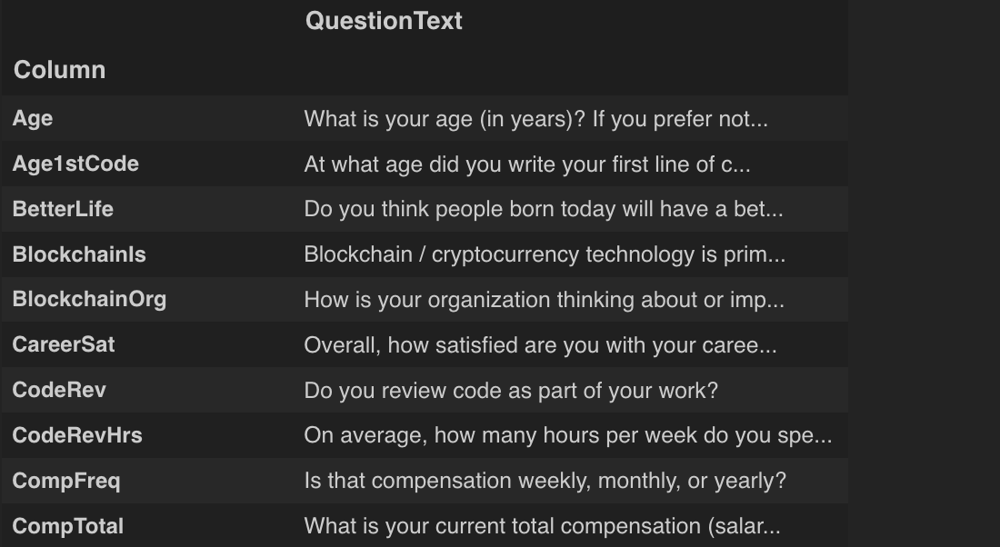 QuestionText
Column
Age What is your age (in years)? If you prefer not...
Age1stCode At what age did you write your first line of c...
BetterLife Do you think people born today will have a bet...
BlockchainIs Blockchain / cryptocurrency technology is prim...
BlockchainOrg How is your organization thinking about or imp...
CareerSat Overall, how satisfied are you with your caree...
CodeRev Do you review code as part of your work?
CodeRevHrs On average, how many hours per week do you spe...
CompFreq Is that compensation weekly, monthly, or yearly?
CompTotal What is your current total compensation (salar...